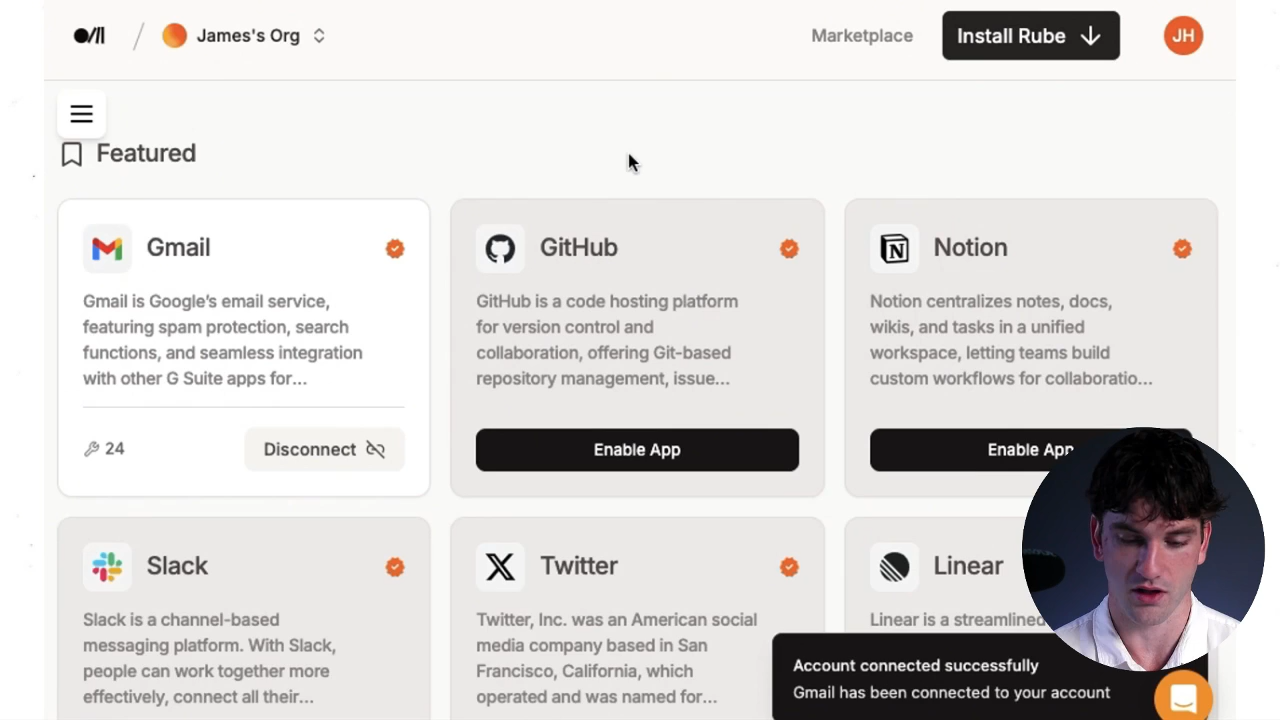 James's Org
Marketplace
Install Rube
JH
Featured
Gmail
Gmail is Google’s email service,
featuring spam protection, search
functions, and seamless integration
with other G Suite apps for...
24
Disconnect
GitHub
GitHub is a code hosting platform
for version control and
collaboration, offering Git-based
repository management, issue...
Enable App
Notion
Notion centralizes notes, docs,
wikis, and tasks in a unified
workspace, letting teams build
custom workflows for collaboratio...
Enable App
Slack
Slack is a channel-based
messaging platform. With Slack,
people can work together more
effectively, connect all their...
Twitter
Twitter, Inc. was an American social
media company based in San
Francisco, California, which
operated and was named for...
Linear
Linear is a streamlined
Account connected successfully
Gmail has been connected to your account